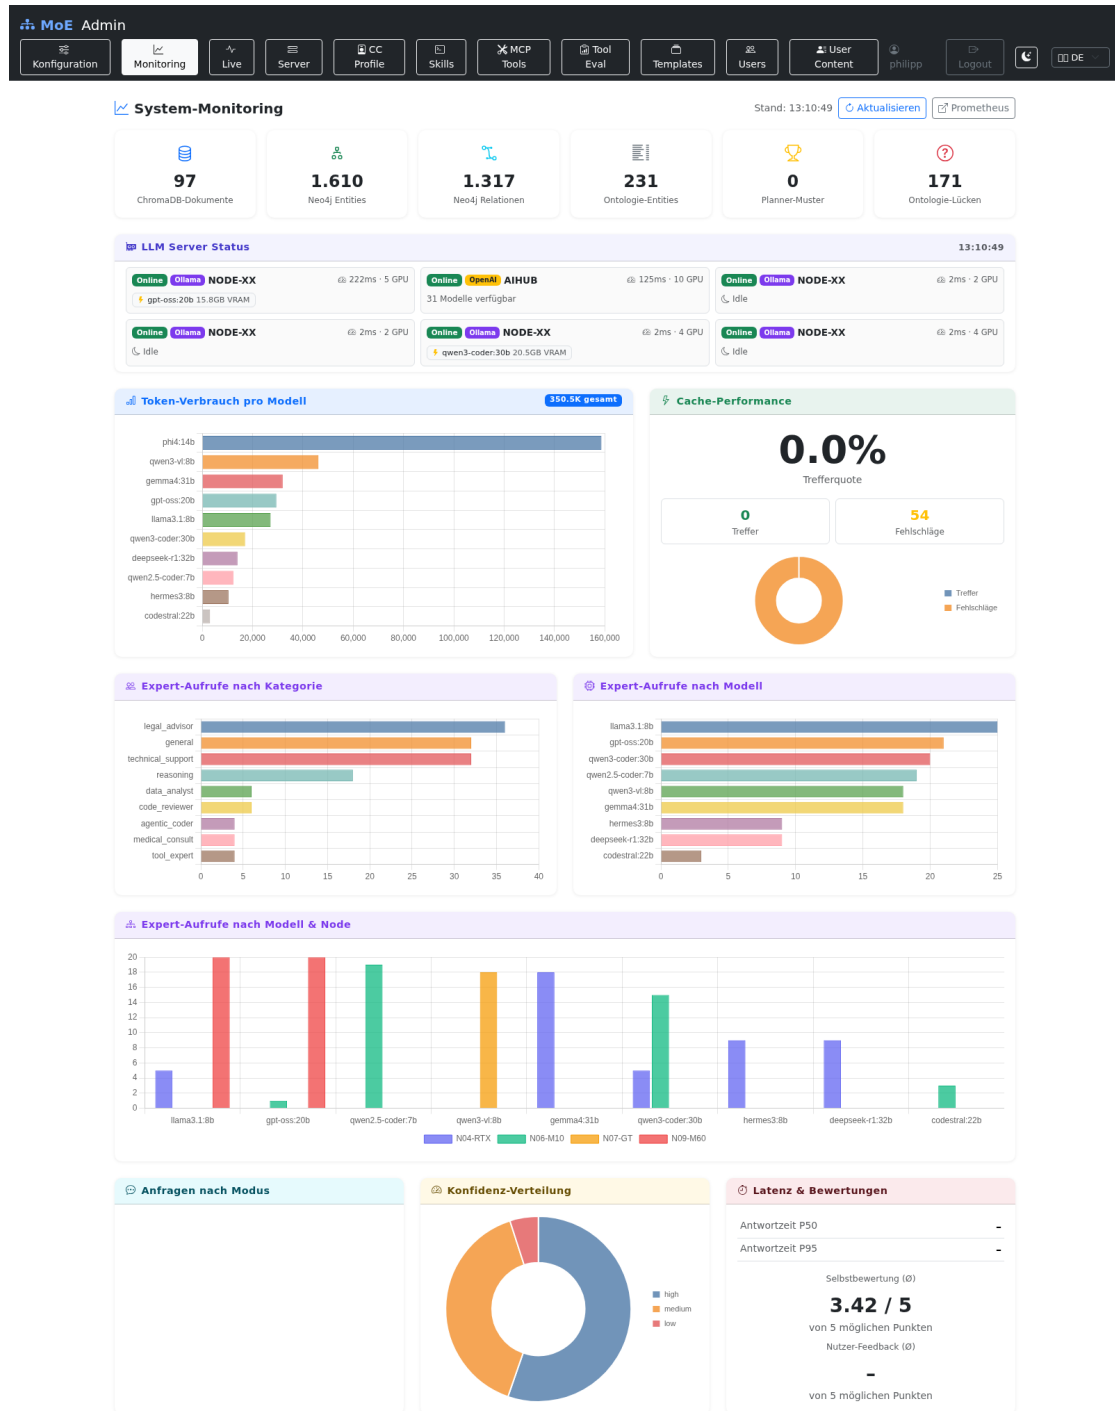 MoE Admin
Konfiguration
Monitoring
Live
Server
CC Profile
Skills
MCP Tools
Tool Eval
Templates
Users
User Content
philipp
Logout
DE
System-Monitoring
Stand: 13:10:49
Aktualisieren
Prometheus
97
ChromaDB-Dokumente
1.610
Neo4j Entities
1.317
Neo4j Relationen
231
Ontologie-Entities
0
Planner-Muster
171
Ontologie-Lücken
LLM Server Status
13:10:49
Online Ollama NODE-XX 222ms · 5 GPU
gpt-oss:20b 15.8GB VRAM
Online OpenAI AIHUB 125ms · 10 GPU
31 Modelle verfügbar
Online Ollama NODE-XX 2ms · 2 GPU
Idle
Online Ollama NODE-XX 2ms · 2 GPU
Idle
Online Ollama NODE-XX 2ms · 4 GPU
qwen3-coder:30b 20.5GB VRAM
Online Ollama NODE-XX 2ms · 4 GPU
Idle
Token-Verbrauch pro Modell
350.5K gesamt
phi4:14b
qwen3-vl:8b
gemma4:31b
gpt-oss:20b
llama3.1:8b
qwen3-coder:30b
deepseek-r1:32b
qwen2.5-coder:7b
hermes3:8b
codestral:22b
0 20,000 40,000 60,000 80,000 100,000 120,000 140,000 160,000
Cache-Performance
0.0%
Trefferquote
0
Treffer
54
Fehlschläge
Treffer
Fehlschläge
Expert-Aufrufe nach Kategorie
legal_advisor
general
technical_support
reasoning
data_analyst
code_reviewer
agentic_coder
medical_consult
tool_expert
0 5 10 15 20 25 30 35 40
Expert-Aufrufe nach Modell
llama3.1:8b
gpt-oss:20b
qwen3-coder:30b
qwen2.5-coder:7b
qwen3-vl:8b
gemma4:31b
hermes3:8b
deepseek-r1:32b
codestral:22b
0 5 10 15 20 25
Expert-Aufrufe nach Modell & Node
20
18
16
14
12
10
8
6
4
2
0
llama3.1:8b gpt-oss:20b qwen2.5-coder:7b qwen3-vl:8b gemma4:31b qwen3-coder:30b hermes3:8b deepseek-r1:32b codestral:22b
N04-RTX N06-M10 N07-GT N09-M60
Anfragen nach Modus
Konfidenz-Verteilung
high
medium
low
Latenz & Bewertungen
Antwortzeit P50 –
Antwortzeit P95 –
Selbstbewertung (Ø)
3.42 / 5
von 5 möglichen Punkten
Nutzer-Feedback (Ø)
–
von 5 möglichen Punkten